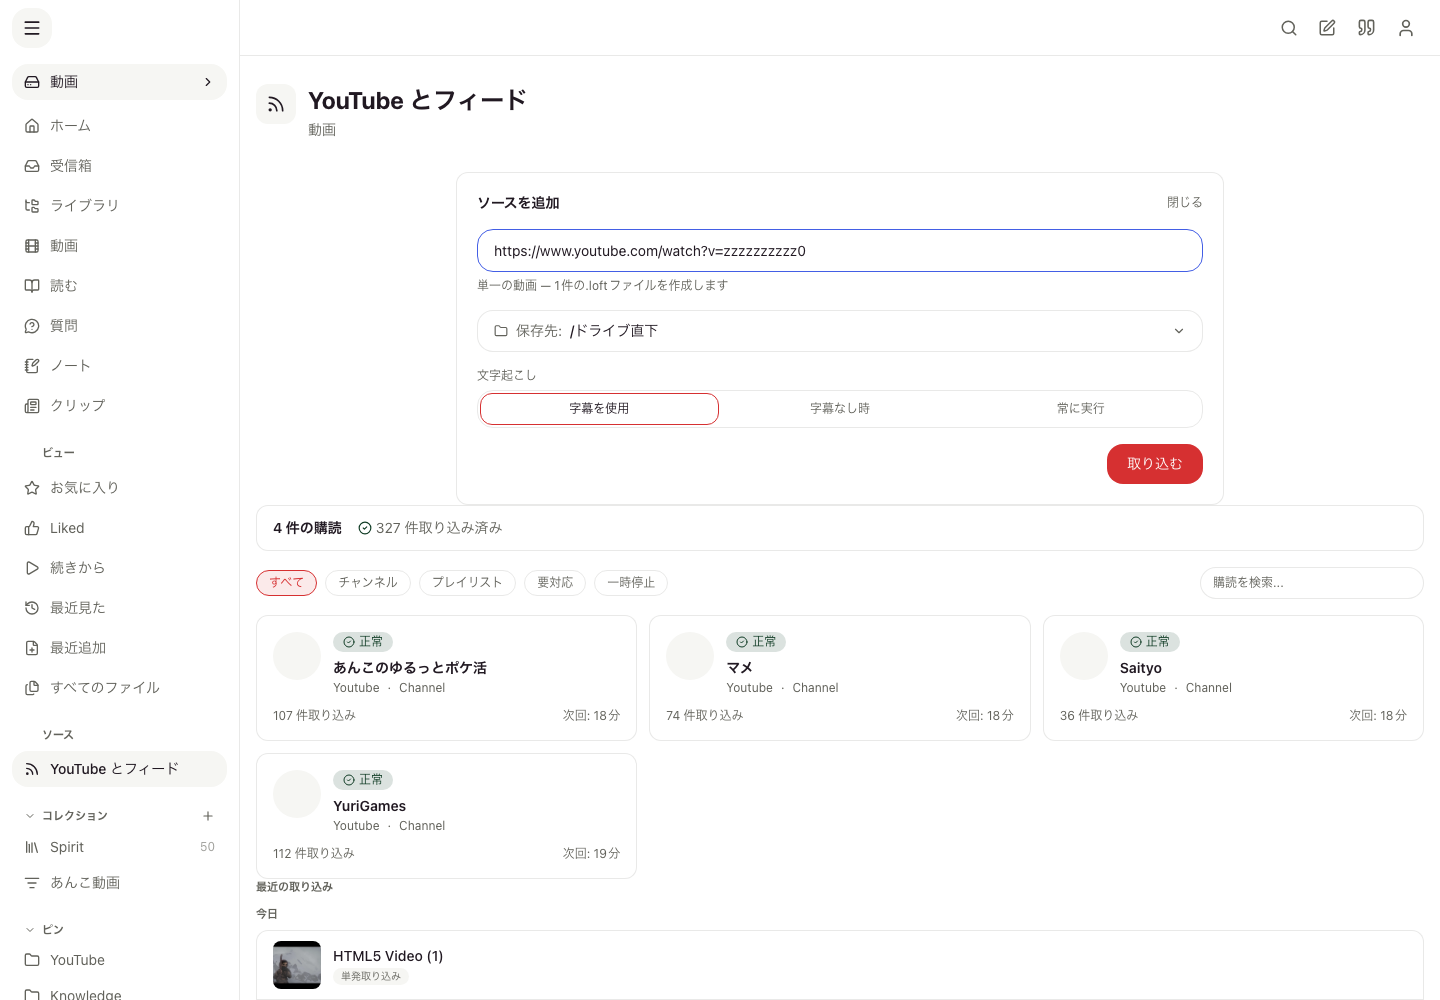 動画
ホーム
受信箱
ライブラリ
動画
読む
質問
ノート
クリップ
ビュー
お気に入り
Liked
続きから
最近見た
最近追加
すべてのファイル
ソース
YouTube とフィード
コレクション
Spirit 50
あんこ動画
ピン
YouTube
Knowledge
YouTube とフィード
動画
ソースを追加 閉じる
https://www.youtube.com/watch?v=zzzzzzzzzz0
単一の動画 — 1件の.loftファイルを作成します
保存先: /ドライブ直下
文字起こし
字幕を使用 字幕なし時 常に実行
取り込む
4 件の購読 327 件取り込み済み
すべて チャンネル プレイリスト 要対応 一時停止 購読を検索...
正常
あんこのゆるっとポケ活
Youtube · Channel
107 件取り込み 次回: 18分
正常
マメ
Youtube · Channel
74 件取り込み 次回: 18分
正常
Saityo
Youtube · Channel
36 件取り込み 次回: 18分
正常
YuriGames
Youtube · Channel
112 件取り込み 次回: 19分
最近の取り込み
今日
HTML5 Video (1)
単発取り込み